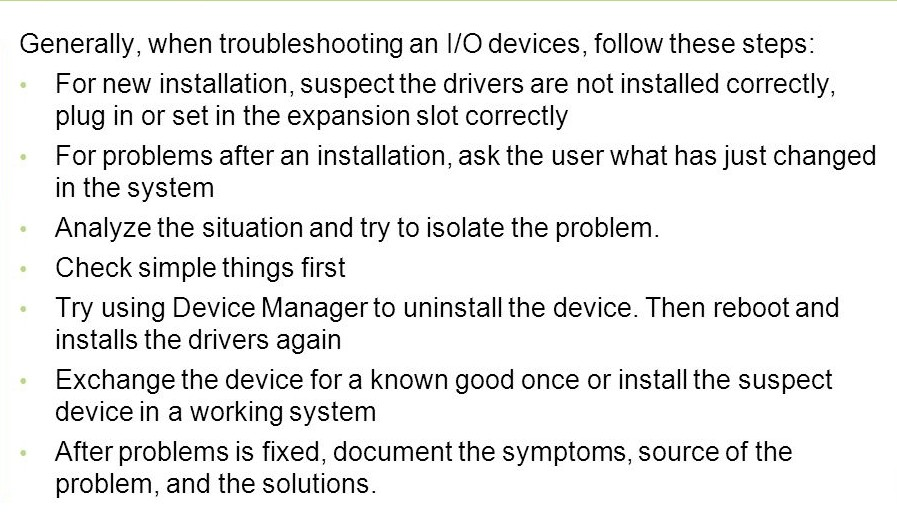 Generally, when troubleshooting an I/O devices, follow these steps:
• For new installation, suspect the drivers are not installed correctly,
plug in or set in the expansion slot correctly
• For problems after an installation, ask the user what has just changed
in the system
• Analyze the situation and try to isolate the problem.
• Check simple things first
• Try using Device Manager to uninstall the device. Then reboot and
installs the drivers again
• Exchange the device for a known good once or install the suspect
device in a working system
• After problems is fixed, document the symptoms, source of the
problem, and the solutions.